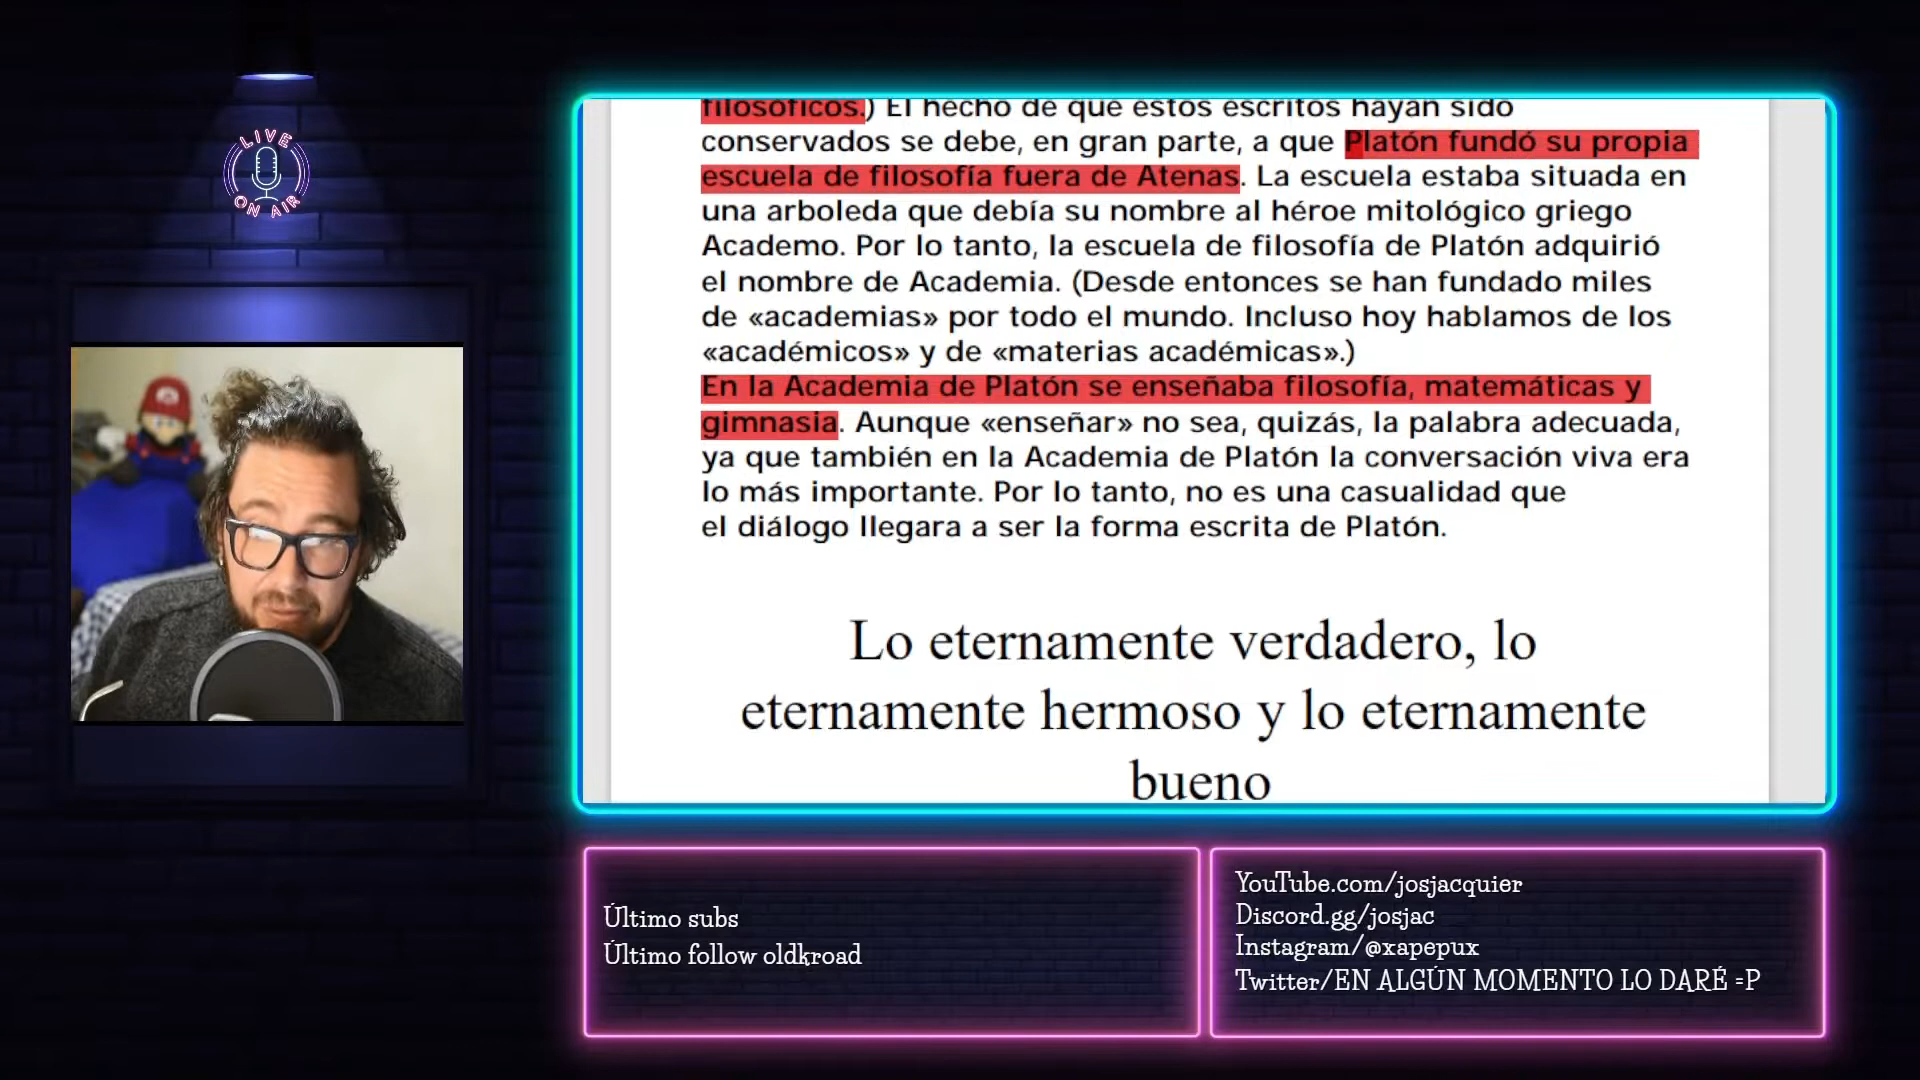 LIVE
ON AIR
filosóficos.) El hecho de que estos escritos hayan sido
conservados se debe, en gran parte, a que Platón fundó su propia
escuela de filosofía fuera de Atenas. La escuela estaba situada en
una arboleda que debía su nombre al héroe mitológico griego
Academo. Por lo tanto, la escuela de filosofía de Platón adquirió
el nombre de Academia. (Desde entonces se han fundado miles
de «academias» por todo el mundo. Incluso hoy hablamos de los
«académicos» y de «materias académicas».)
En la Academia de Platón se enseñaba filosofía, matemáticas y
gimnasia. Aunque «enseñar» no sea, quizás, la palabra adecuada,
ya que también en la Academia de Platón la conversación viva era
lo más importante. Por lo tanto, no es una casualidad que
el diálogo llegara a ser la forma escrita de Platón.
Lo eternamente verdadero, lo
eternamente hermoso y lo eternamente
bueno
Último subs
Último follow oldkroad
YouTube.com/josjacquier
Discord.gg/josjac
Instagram/@xapepux
Twitter/EN ALGÚN MOMENTO LO DARÉ =P